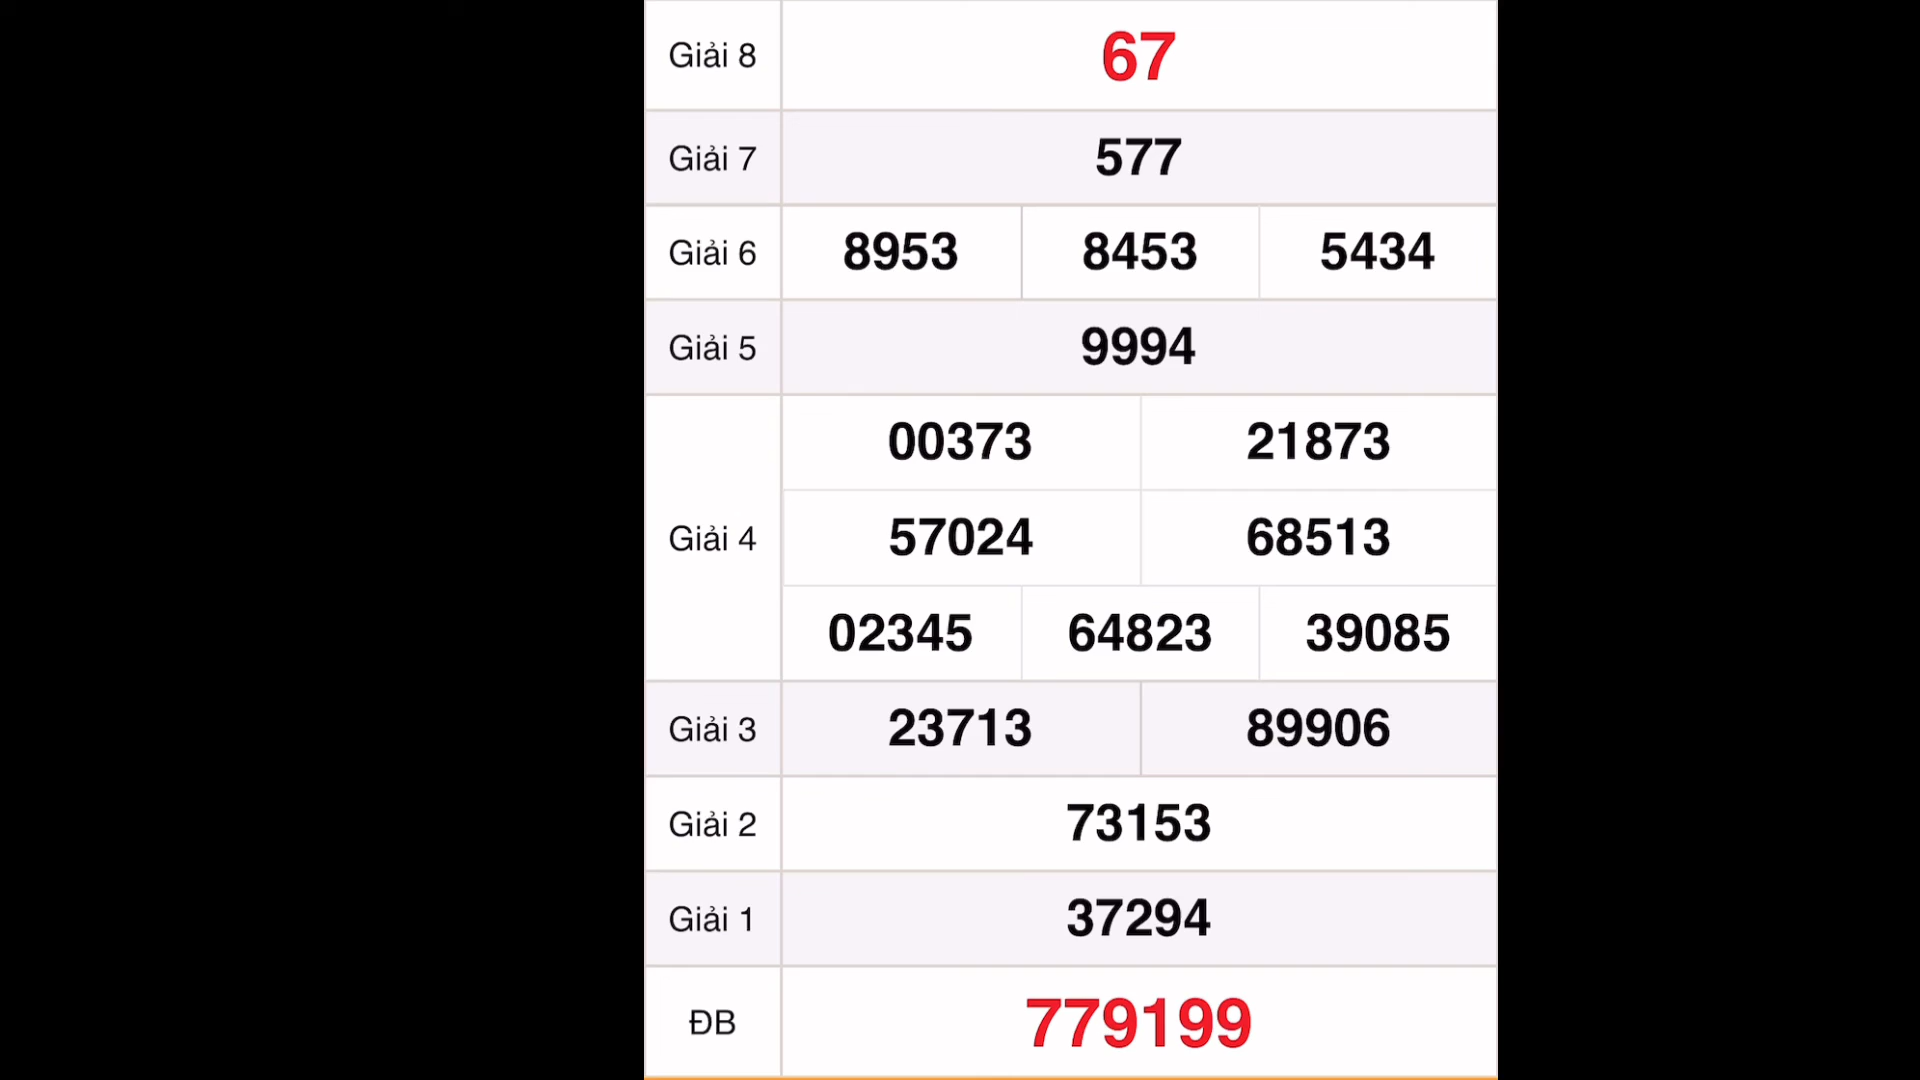 Giải 8 67
Giải 7 577
Giải 6 8953 8453 5434
Giải 5 9994
00373 21873
Giải 4 57024 68513
02345 64823 39085
Giải 3 23713 89906
Giải 2 73153
Giải 1 37294
ĐB 779199